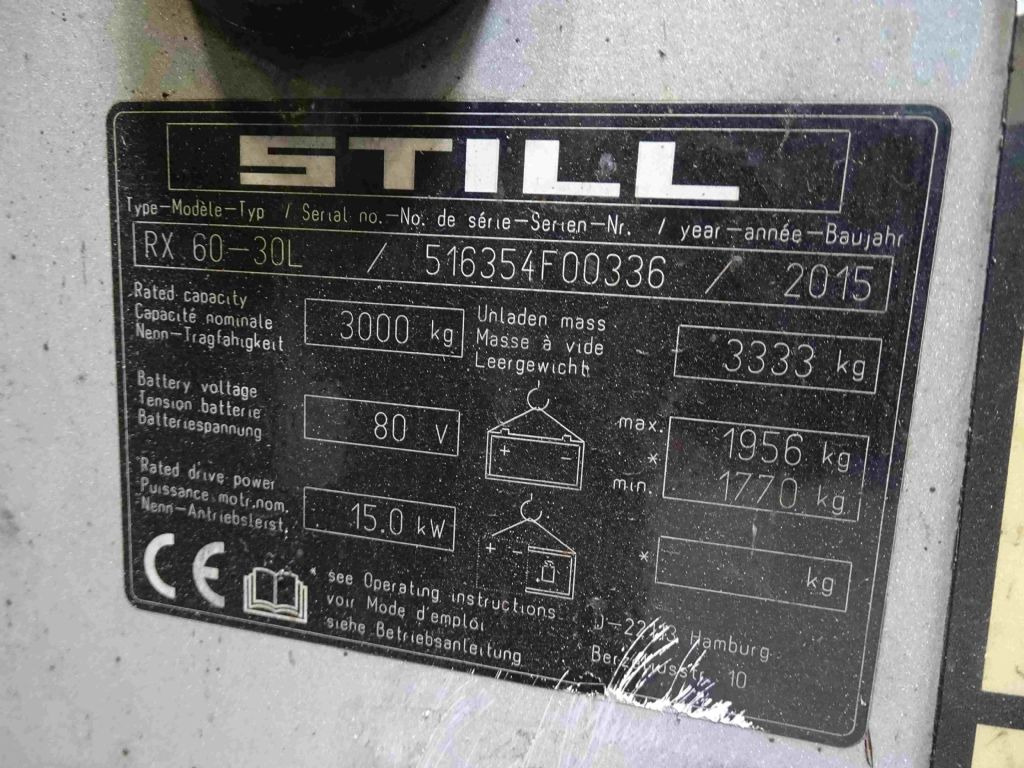 STILL
Type-Modèle-Typ / Serial no.-No. de série-Serien-Nr. / year-année-Baujahr
RX 60-30L / 516354F00336 / 2015
Rated capacity
Capacité nominale
Nenn-Tragfähigkeit
3000 kg
Unladen mass
Masse à vide
Leergewicht
3333 kg
Battery voltage
Tension batterie
Batteriespannung
80 V
+ -
max. 1956 kg
*
min. 1770 kg
Rated drive power
Puissance motr.nom.
Nenn-Antriebsleist.
15.0 kW
+ -
* kg
CE
* see Operating instructions
voir Mode d'emploi
siehe Betriebsanleitung
Hamburg
10